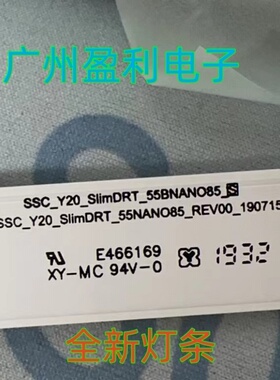 广州盈利电子
SSC_Y20_SlimDRT_55BNANO85_S
SSC_Y20_SlimDRT_55NANO85_REV00_190715
E466169
1932
XY-MC 94V-0
全新灯条